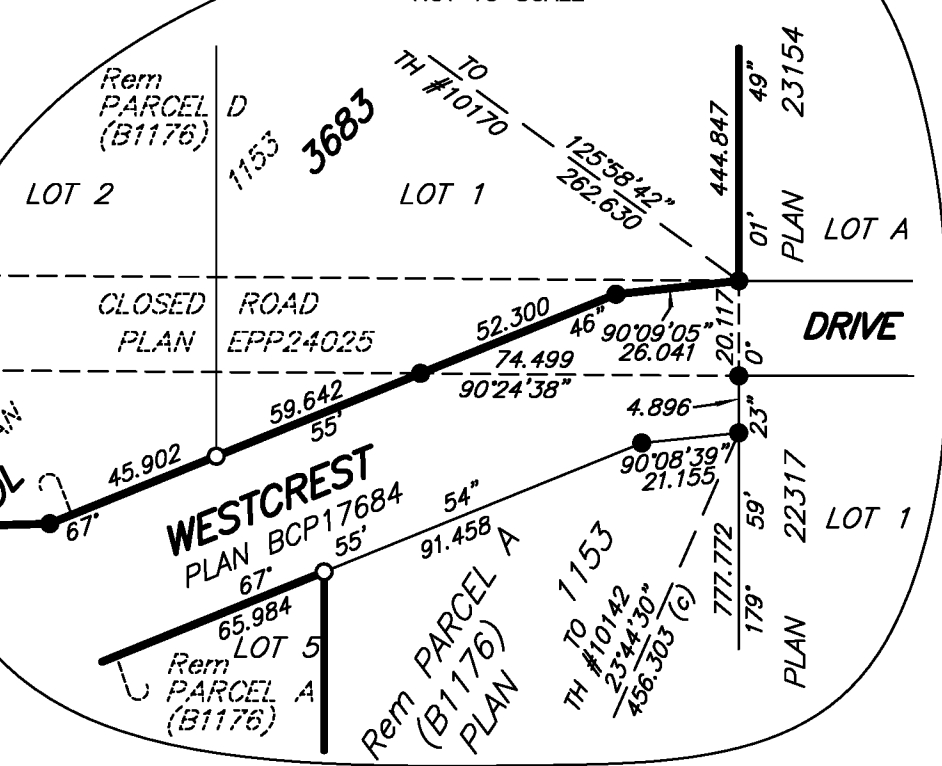 Rem
PARCEL D
(B1176)
1153
3683
TO
TH #10170
125°58'42"
262.630
444.847
49"
01'
PLAN
23154
LOT 2
LOT 1
LOT A
CLOSED ROAD
PLAN EPP24025
52.300
46"
90°09'05"
26.041
20.117
0°
DRIVE
74.499
90°24'38"
59.642
55'
4.896
23"
45.902
67°
WESTCREST
PLAN BCP17684
54"
91.458
90°08'39"
21.155
55'
67°
65.984
LOT 5
Rem
PARCEL A
(B1176)
Rem PARCEL A
(B1176)
PLAN
1153
TO
TH #10142
23°44'30"
456.303 (c)
777.772
59'
179°
PLAN
22317
LOT 1